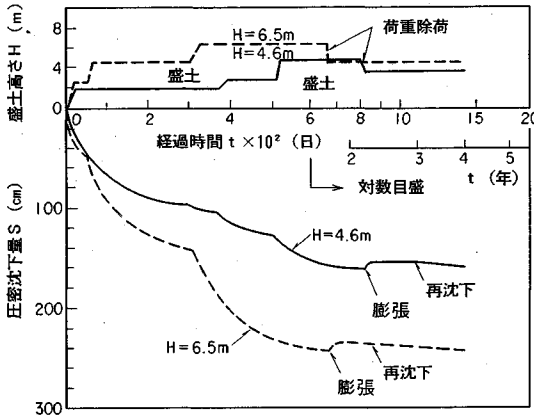 盛土高さ H (m)
8
4
0
H=6.5m
H=4.6m
荷重除荷
盛土
盛土
0 2 4 6 8 10 15 20
経過時間 t×10² (日)
2 3 4 5
対数目盛
t (年)
圧密沈下量 S (cm)
100
200
300
H=4.6m
膨張
再沈下
H=6.5m
膨張
再沈下